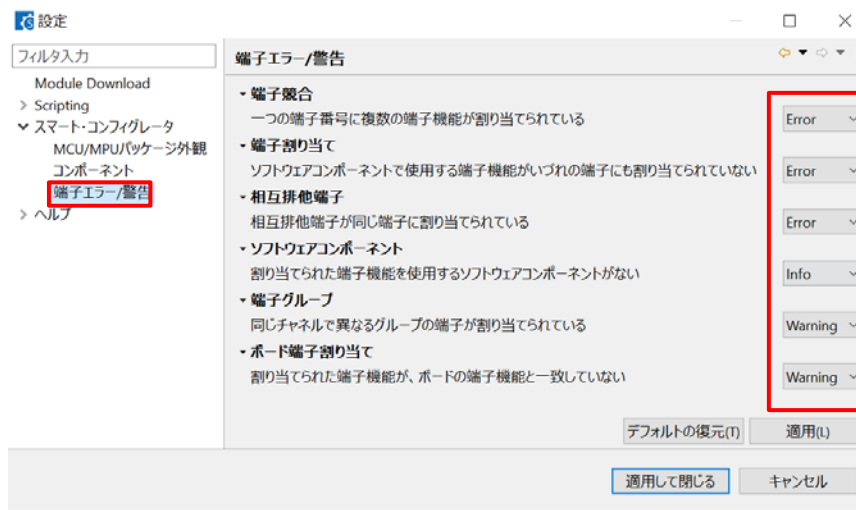 設定
フィルタ入力
Module Download
Scripting
スマート・コンフィグレータ
MCU/MPUパッケージ外観
コンポーネント
端子エラー/警告
ヘルプ
端子エラー/警告
端子競合
一つの端子番号に複数の端子機能が割り当てられている
Error
端子割り当て
ソフトウェアコンポーネントで使用する端子機能がいづれの端子にも割り当てられていない
Error
相互排他端子
相互排他端子が同じ端子に割り当てられている
Error
ソフトウェアコンポーネント
割り当てられた端子機能を使用するソフトウェアコンポーネントがない
Info
端子グループ
同じチャネルで異なるグループの端子が割り当てられている
Warning
ボード端子割り当て
割り当てられた端子機能が、ボードの端子機能と一致していない
Warning
デフォルトの復元(T)
適用(L)
適用して閉じる
キャンセル